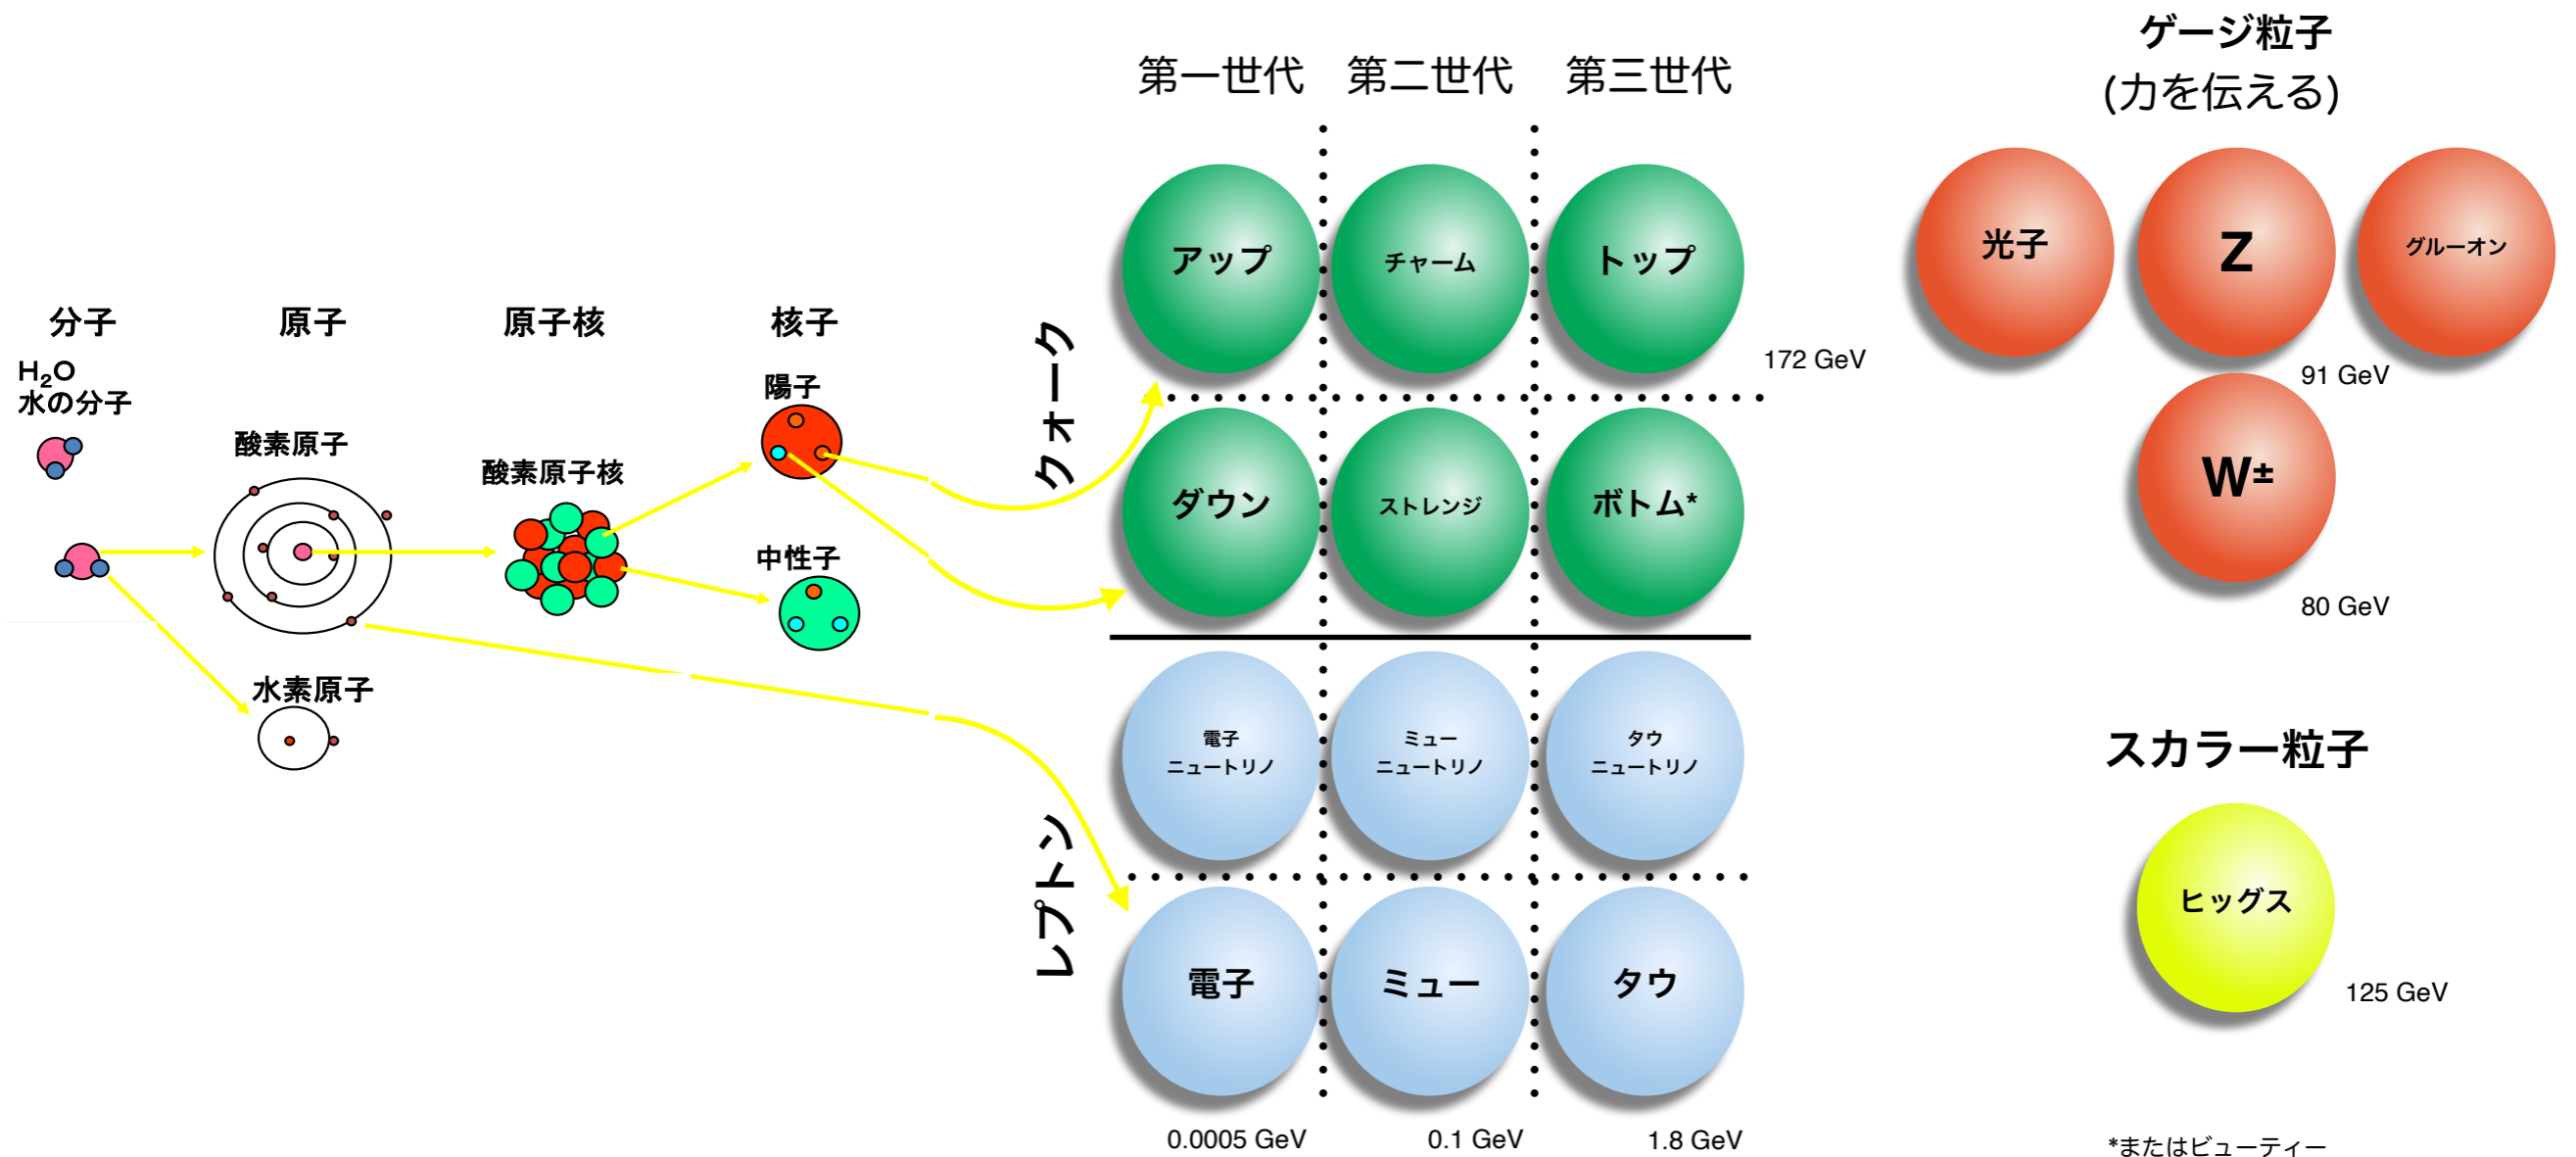 分子
H₂O
水の分子
原子
酸素原子
水素原子
原子核
酸素原子核
核子
陽子
中性子
第一世代 第二世代 第三世代
クォーク
アップ チャーム トップ
172 GeV
ダウン ストレンジ ボトム*
レプトン
電子 ミュー タウ
ニュートリノ ニュートリノ ニュートリノ
電子 ミュー タウ
0.0005 GeV 0.1 GeV 1.8 GeV
ゲージ粒子
(力を伝える)
光子 Z グルーオン
91 GeV
W±
80 GeV
スカラー粒子
ヒッグス
125 GeV
*またはビューティー